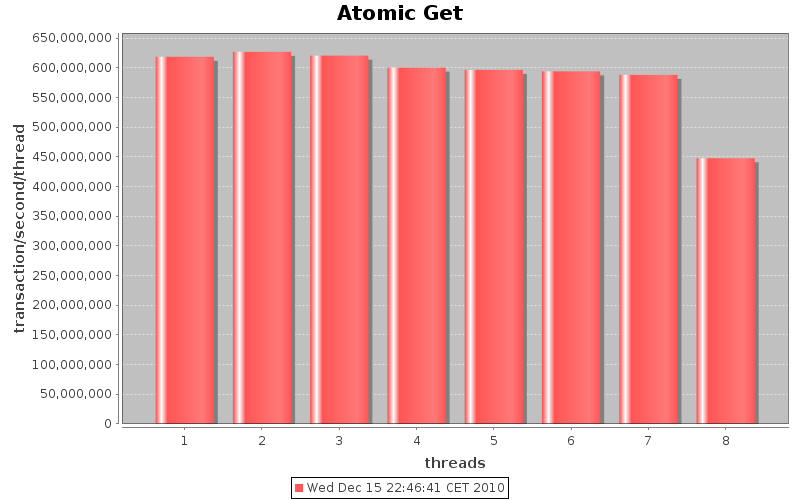 Atomic Get
transaction/second/thread
650,000,000
600,000,000
550,000,000
500,000,000
450,000,000
400,000,000
350,000,000
300,000,000
250,000,000
200,000,000
150,000,000
100,000,000
50,000,000
0
1 2 3 4 5 6 7 8
threads
Wed Dec 15 22:46:41 CET 2010